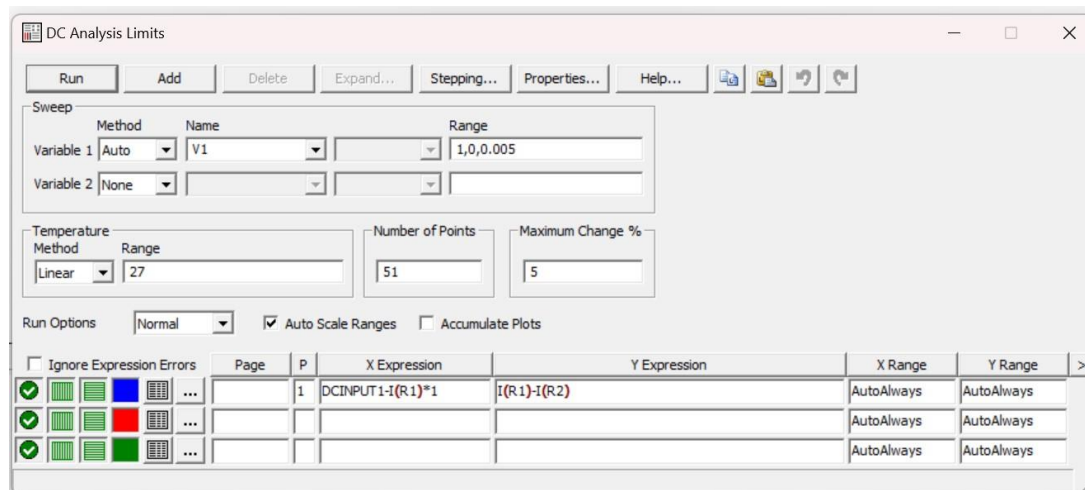 DC Analysis Limits
Run Add Delete Expand... Stepping... Properties... Help...
Sweep
Method Name Range
Variable 1 Auto V1 1,0,0.005
Variable 2 None
Temperature Number of Points Maximum Change %
Method Range
Linear 27 51 5
Run Options Normal Auto Scale Ranges Accumulate Plots
Ignore Expression Errors Page P X Expression Y Expression X Range Y Range >
... 1 DCINPUT1-I(R1)*1 I(R1)-I(R2) AutoAlways AutoAlways
... AutoAlways AutoAlways
... AutoAlways AutoAlways